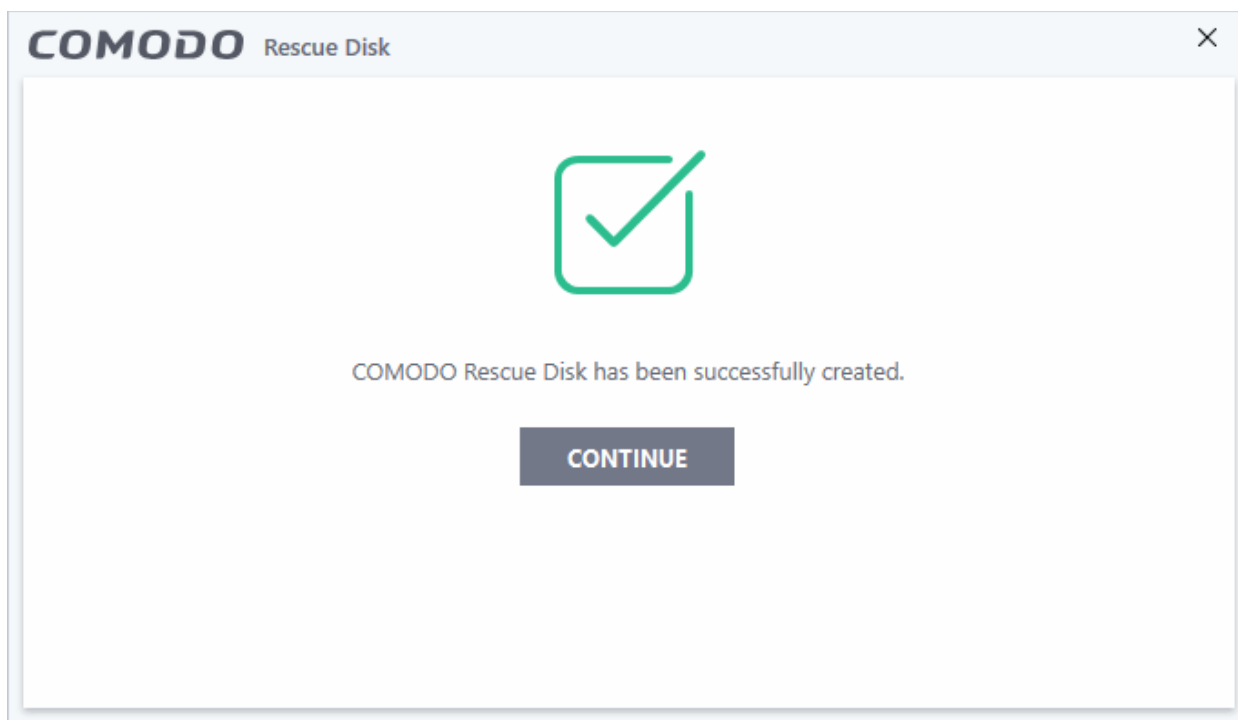 COMODO Rescue Disk
COMODO Rescue Disk has been successfully created.
CONTINUE